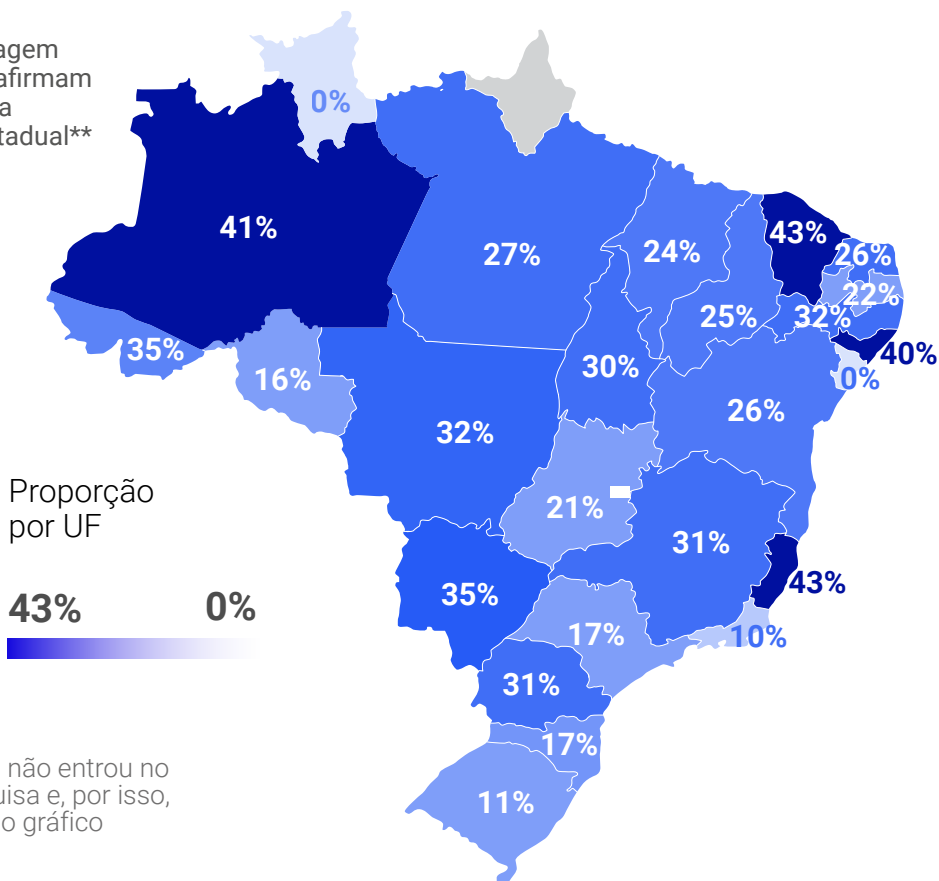 agem
afirmam
a
tadual**
0%
41%
27%
24%
43%
26%
22%
25%
32%
40%
0%
35%
16%
30%
26%
32%
21%
31%
43%
35%
17%
10%
31%
17%
11%
Proporção
por UF
43% 0%
não entrou no
uisa e, por isso,
o gráfico